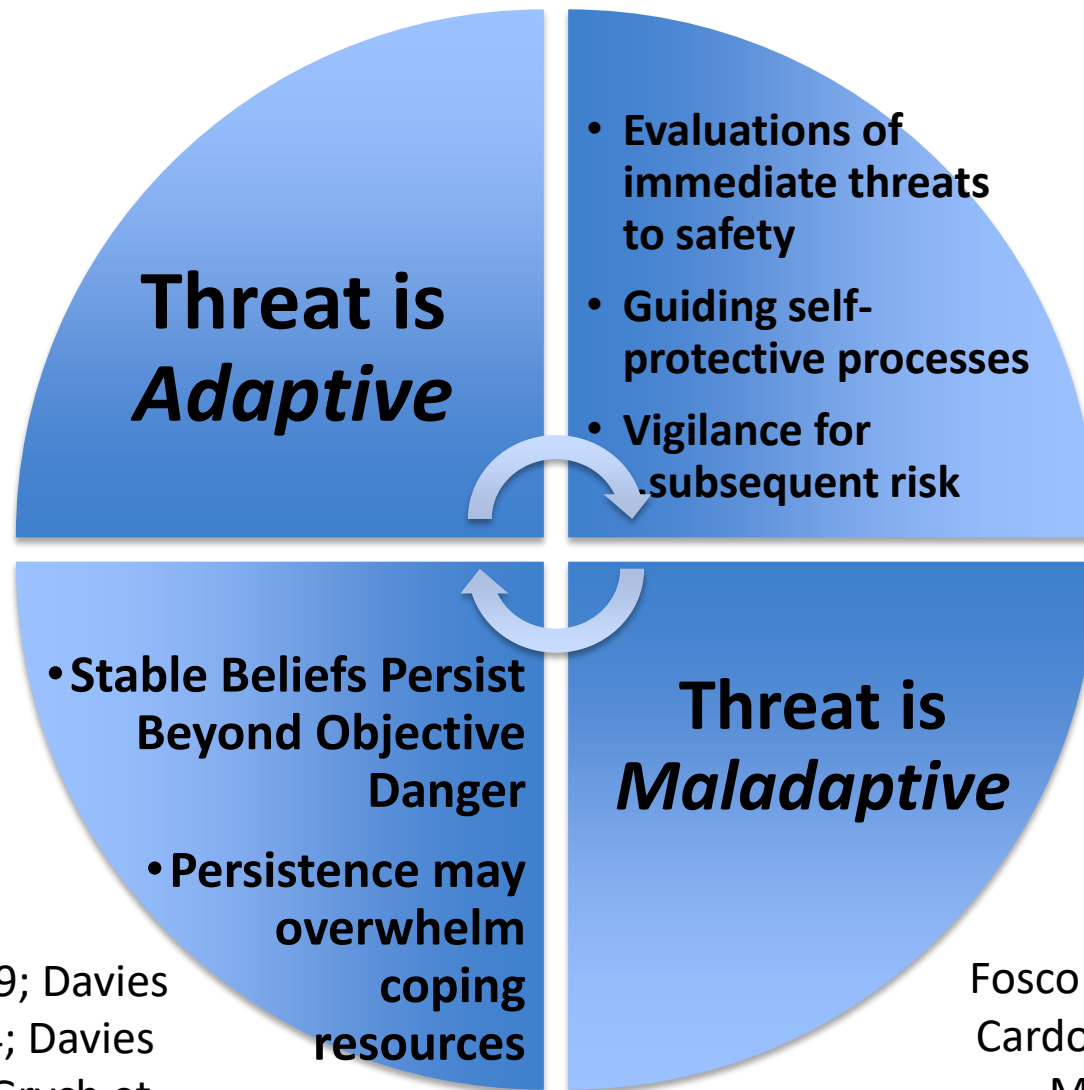 Threat is
Adaptive
• Evaluations of
immediate threats
to safety
• Guiding self-
protective processes
• Vigilance for
subsequent risk
• Stable Beliefs Persist
Beyond Objective
Danger
• Persistence may
overwhelm
coping
resources
Threat is
Maladaptive
9; Davies
; Davies
Fosco